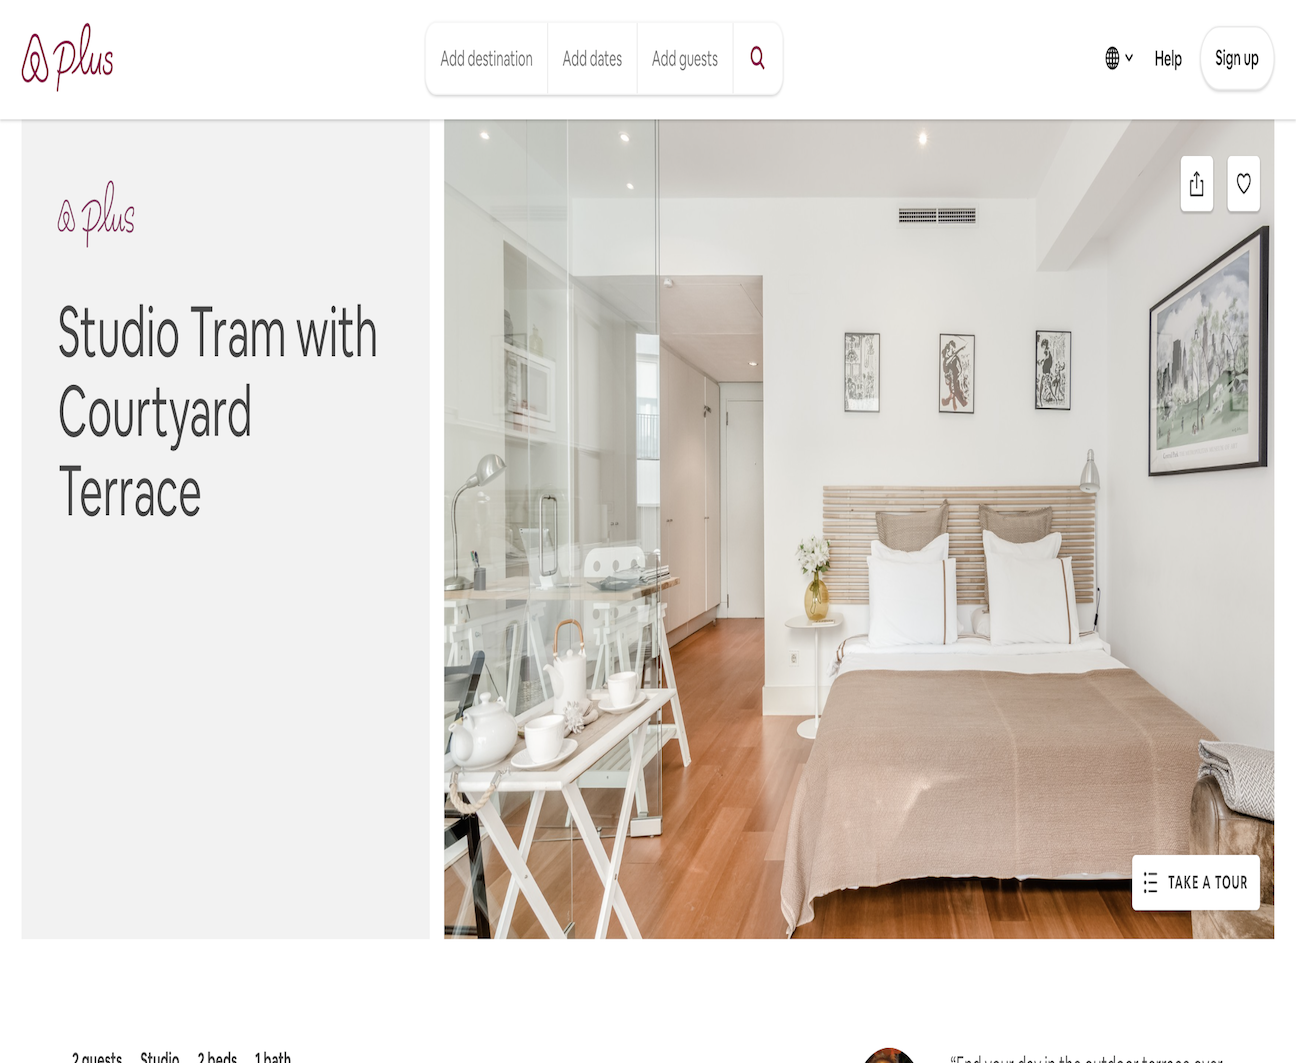 plus
Add destination
Add dates
Add guests
Help
Sign up
plus
Studio Tram with
Courtyard
Terrace
TAKE A TOUR
2 guests Studio 2 beds 1 bath
“End your day in the outdoor terrace over